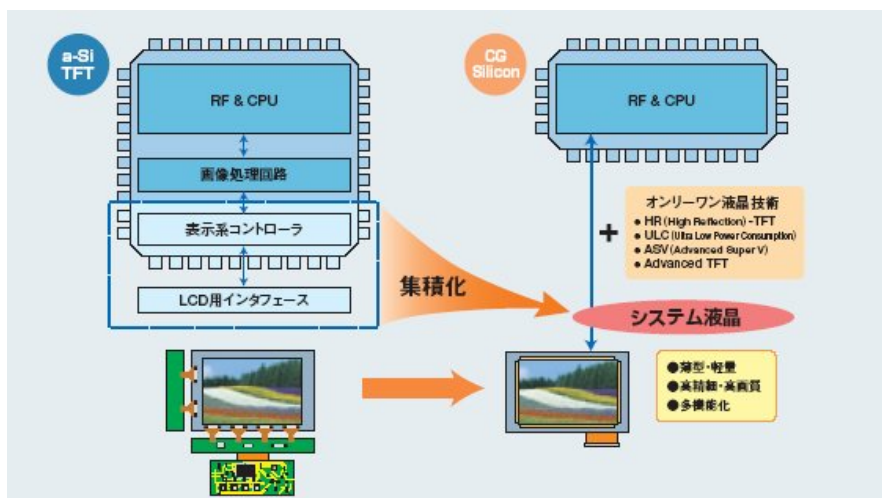 a-Si
TFT
RF & CPU
画像処理回路
表示系コントローラ
LCD用インタフェース
集積化
CG
Silicon
RF & CPU
+
オンリーワン液晶技術
● HR (High Reflection) -TFT
● ULC (Ultra Low Power Consumption)
● ASV (Advanced Super V)
● Advanced TFT
システム液晶
●薄型・軽量
●高精細・高画質
●多機能化